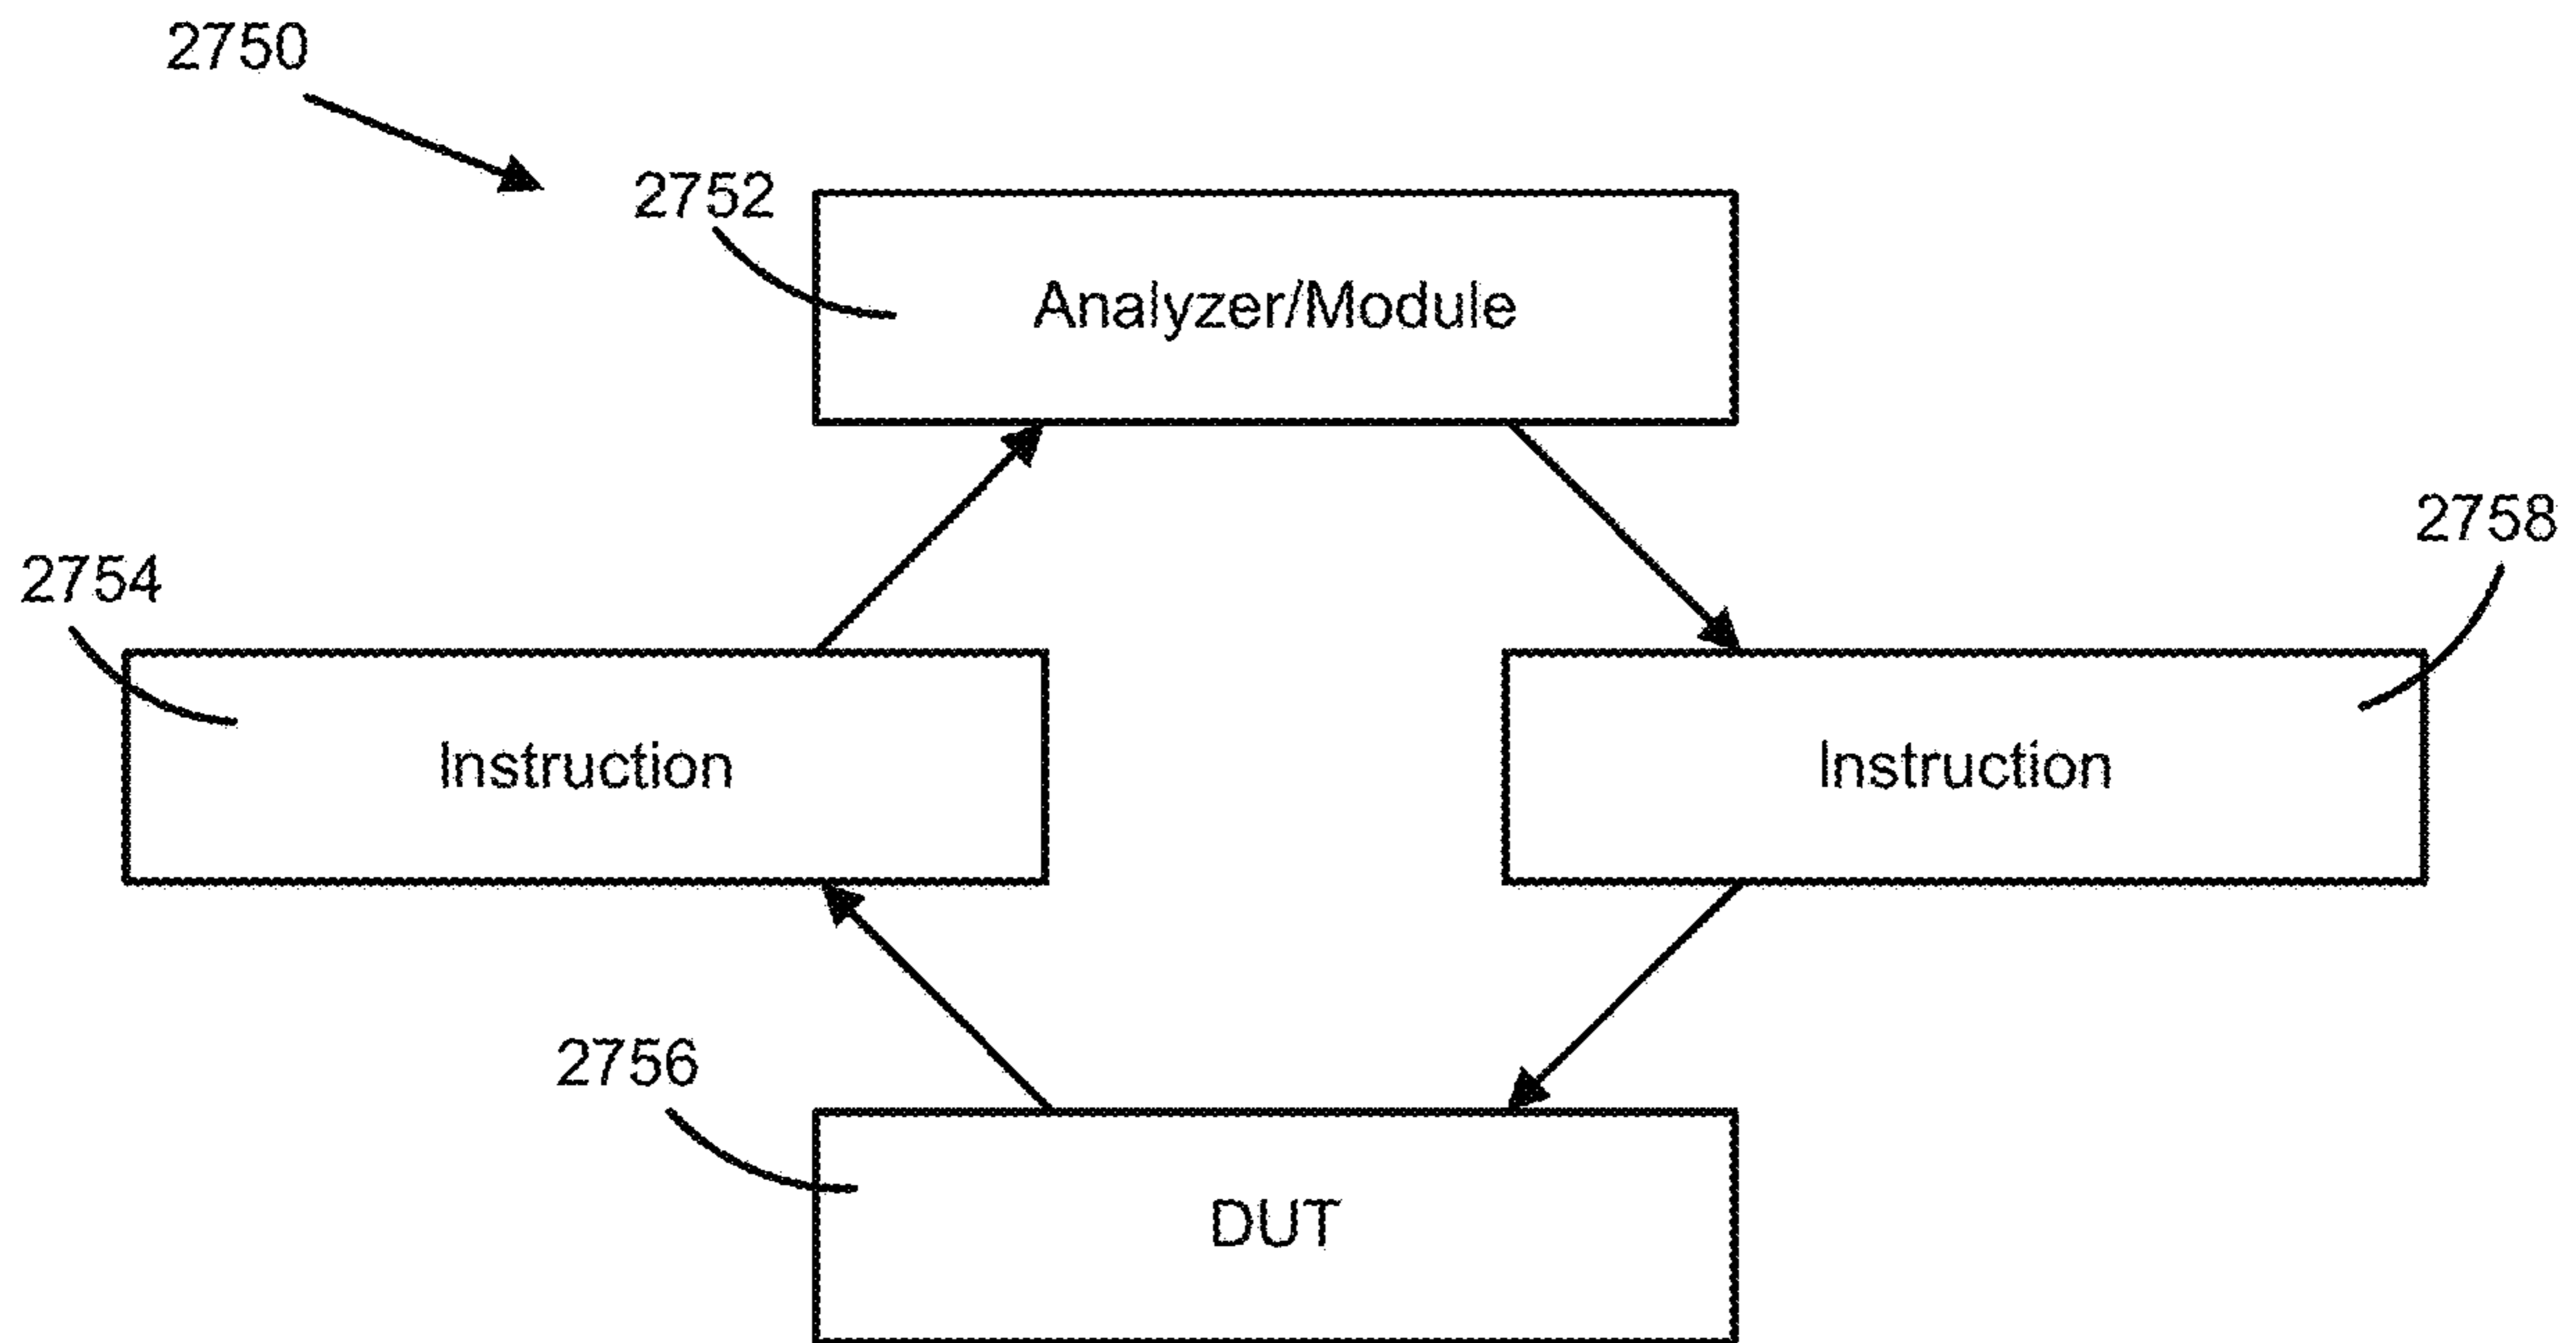 2750
2752
Analyzer/Module
2758
2754
Instruction
Instruction
2756
DUT